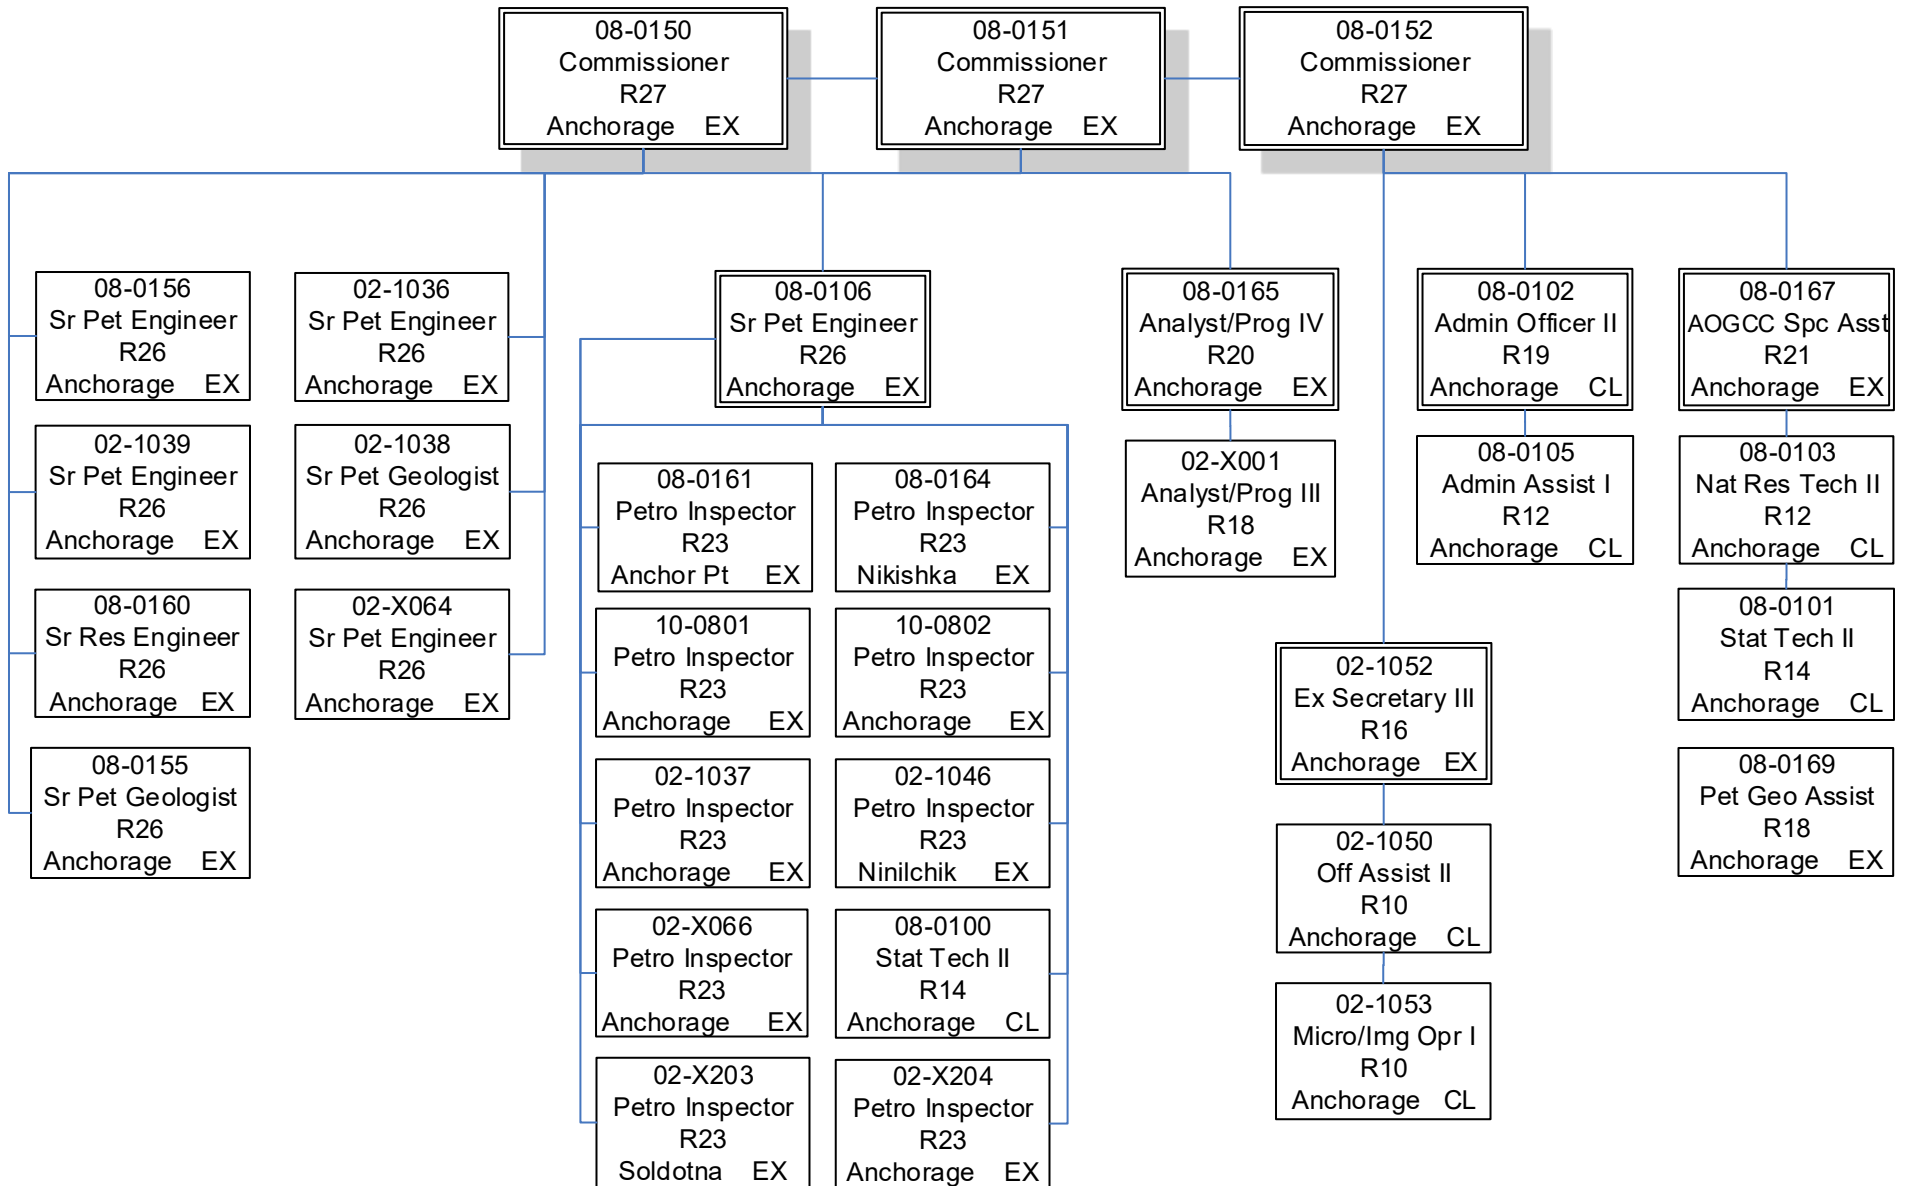 08-0150
Commissioner
R27
Anchorage EX
08-0151
Commissioner
R27
Anchorage EX
08-0152
Commissioner
R27
Anchorage EX
08-0156
Sr Pet Engineer
R26
Anchorage EX
02-1039
Sr Pet Engineer
R26
Anchorage EX
08-0160
Sr Res Engineer
R26
Anchorage EX
08-0155
Sr Pet Geologist
R26
Anchorage EX
02-1036
Sr Pet Engineer
R26
Anchorage EX
02-1038
Sr Pet Geologist
R26
Anchorage EX
02-X064
Sr Pet Engineer
R26
Anchorage EX
08-0106
Sr Pet Engineer
R26
Anchorage EX
08-0161
Petro Inspector
R23
Anchor Pt EX
08-0164
Petro Inspector
R23
Nikishka EX
10-0801
Petro Inspector
R23
Anchorage EX
10-0802
Petro Inspector
R23
Anchorage EX
02-1037
Petro Inspector
R23
Anchorage EX
02-1046
Petro Inspector
R23
Ninilchik EX
02-X066
Petro Inspector
R23
Anchorage EX
08-0100
Stat Tech II
R14
Anchorage CL
02-X203
Petro Inspector
R23
Soldotna EX
02-X204
Petro Inspector
R23
Anchorage EX
08-0165
Analyst/Prog IV
R20
Anchorage EX
02-X001
Analyst/Prog III
R18
Anchorage EX
02-1052
Ex Secretary III
R16
Anchorage EX
02-1050
Off Assist II
R10
Anchorage CL
02-1053
Micro/Img Opr I
R10
Anchorage CL
08-0102
Admin Officer II
R19
Anchorage CL
08-0105
Admin Assist I
R12
Anchorage CL
08-0167
AOGCC Spc Asst
R21
Anchorage EX
08-0103
Nat Res Tech II
R12
Anchorage CL
08-0101
Stat Tech II
R14
Anchorage CL
08-0169
Pet Geo Assist
R18
Anchorage EX